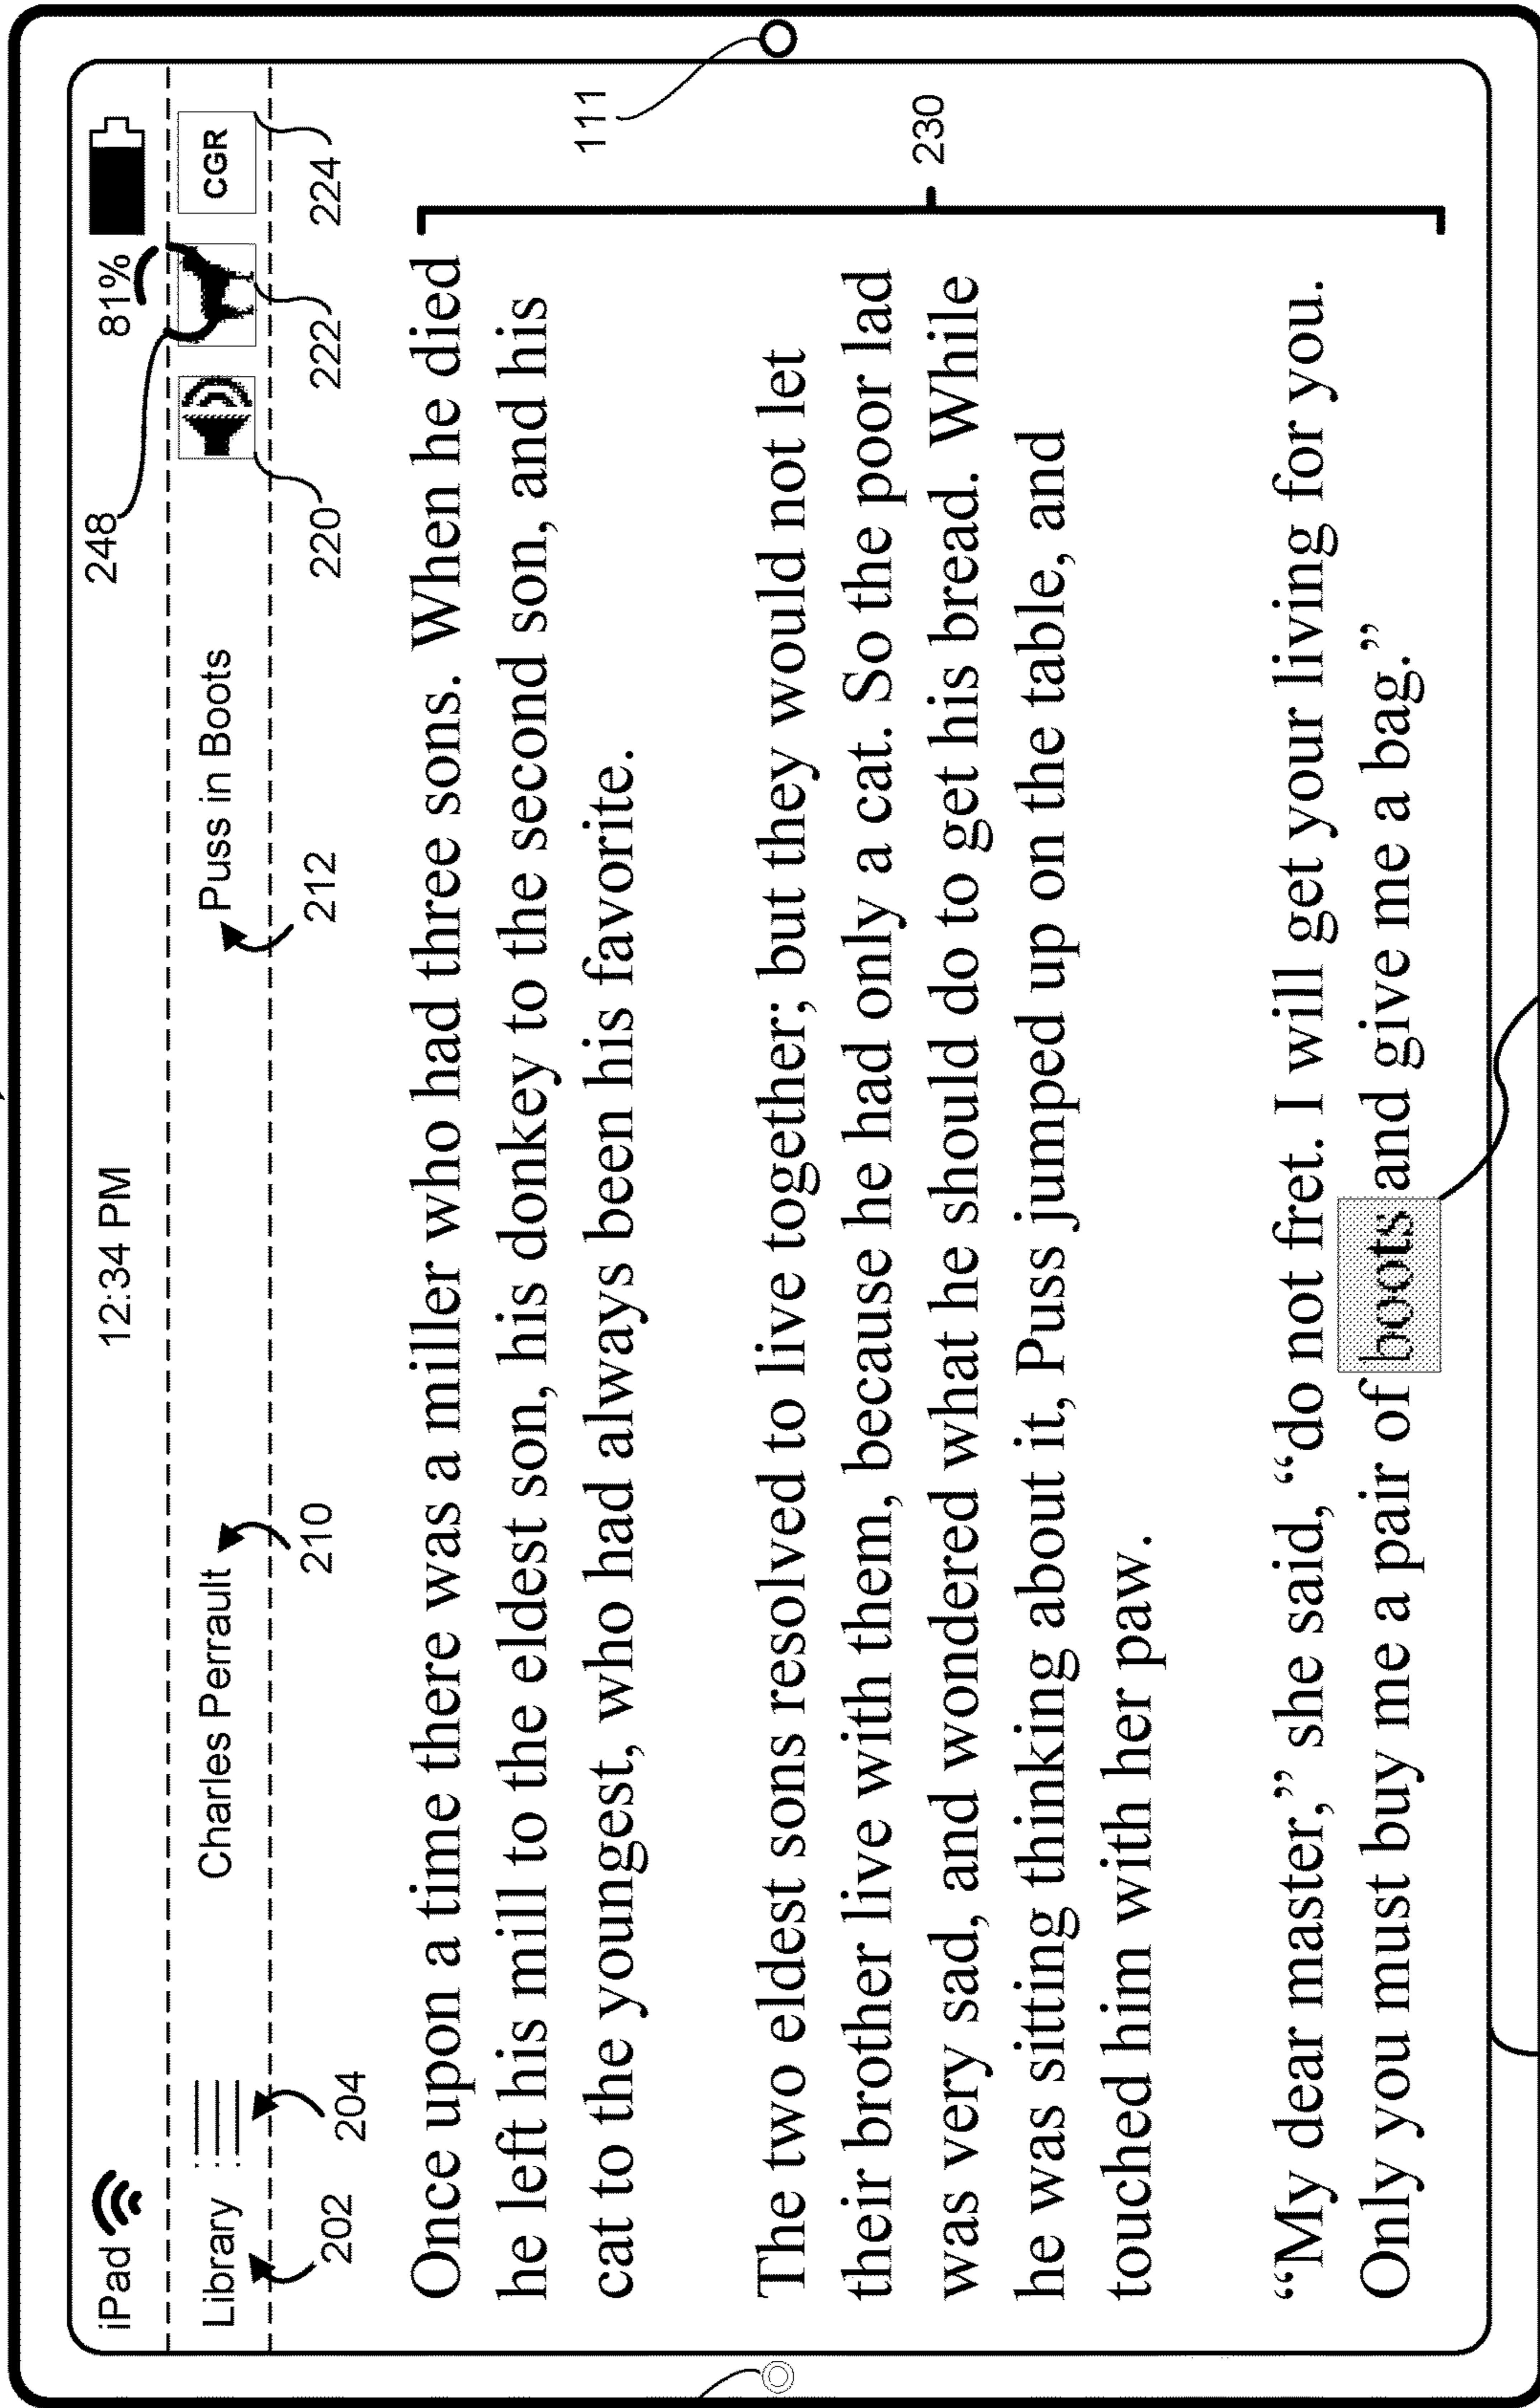 iPad 12:34 PM 81%
248
Library Charles Perrault Puss in Boots CGR
202 204 210 212 220 222 224
Once upon a time there was a miller who had three sons. When he died
he left his mill to the eldest son, his donkey to the second son, and his
cat to the youngest, who had always been his favorite.
111
The two eldest sons resolved to live together; but they would not let
their brother live with them, because he had only a cat. So the poor lad
was very sad, and wondered what he should do to get his bread. While
230
he was sitting thinking about it, Puss jumped up on the table, and
touched him with her paw.
“My dear master,” she said, “do not fret. I will get your living for you.
Only you must buy me a pair of boots and give me a bag.”